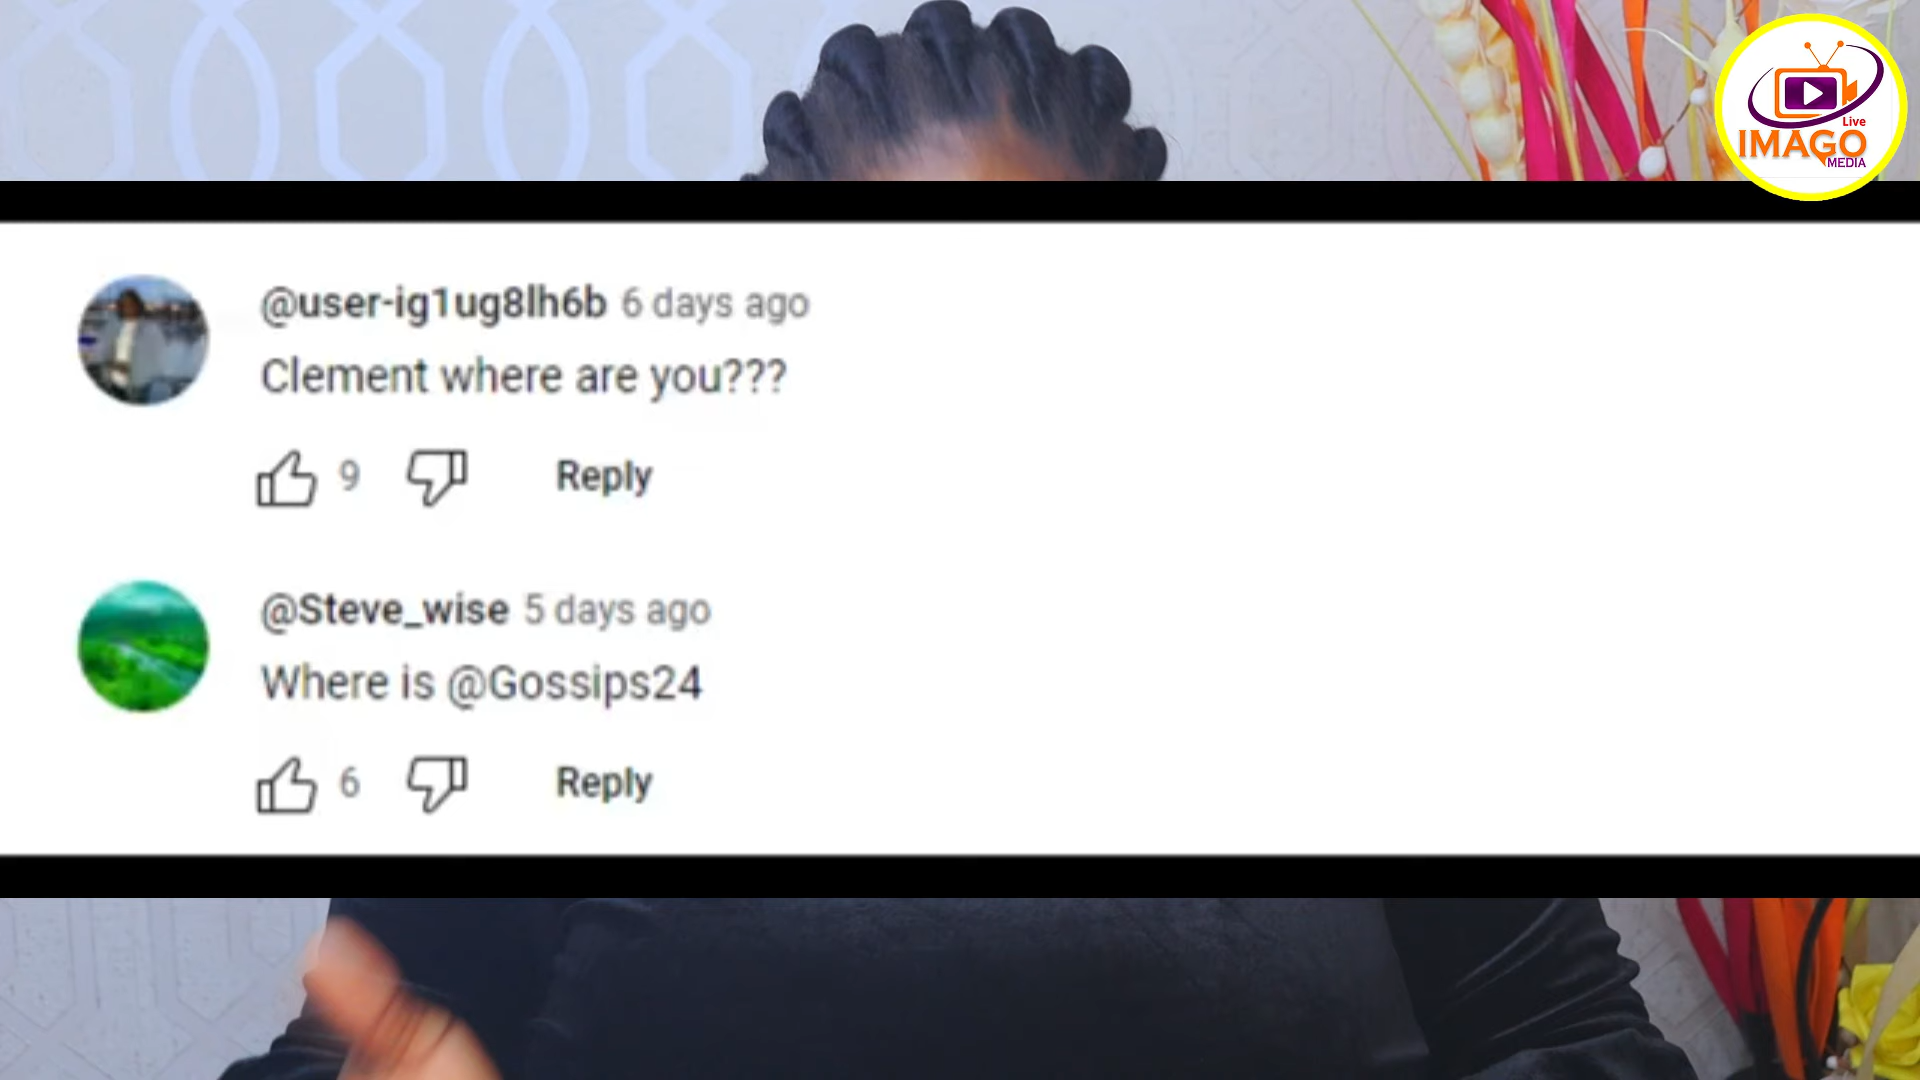 Live
IMAGO
MEDIA
@user-ig1ug8lh6b 6 days ago
Clement where are you???
9 Reply
@Steve_wise 5 days ago
Where is @Gossips24
6 Reply